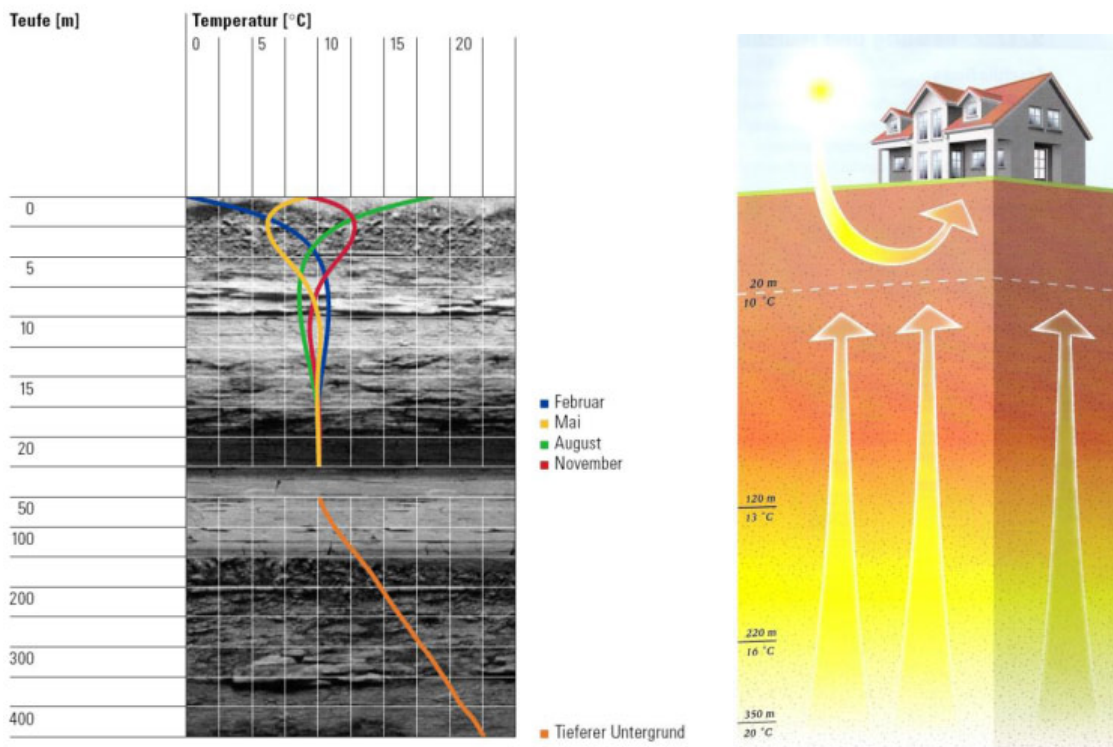 Teufe [m]
Temperatur [°C]
0 5 10 15 20
0
5
10
15
20
50
100
200
300
400
Februar
Mai
August
November
Tieferer Untergrund
20 m
10 °C
120 m
13 °C
220 m
16 °C
350 m
20 °C